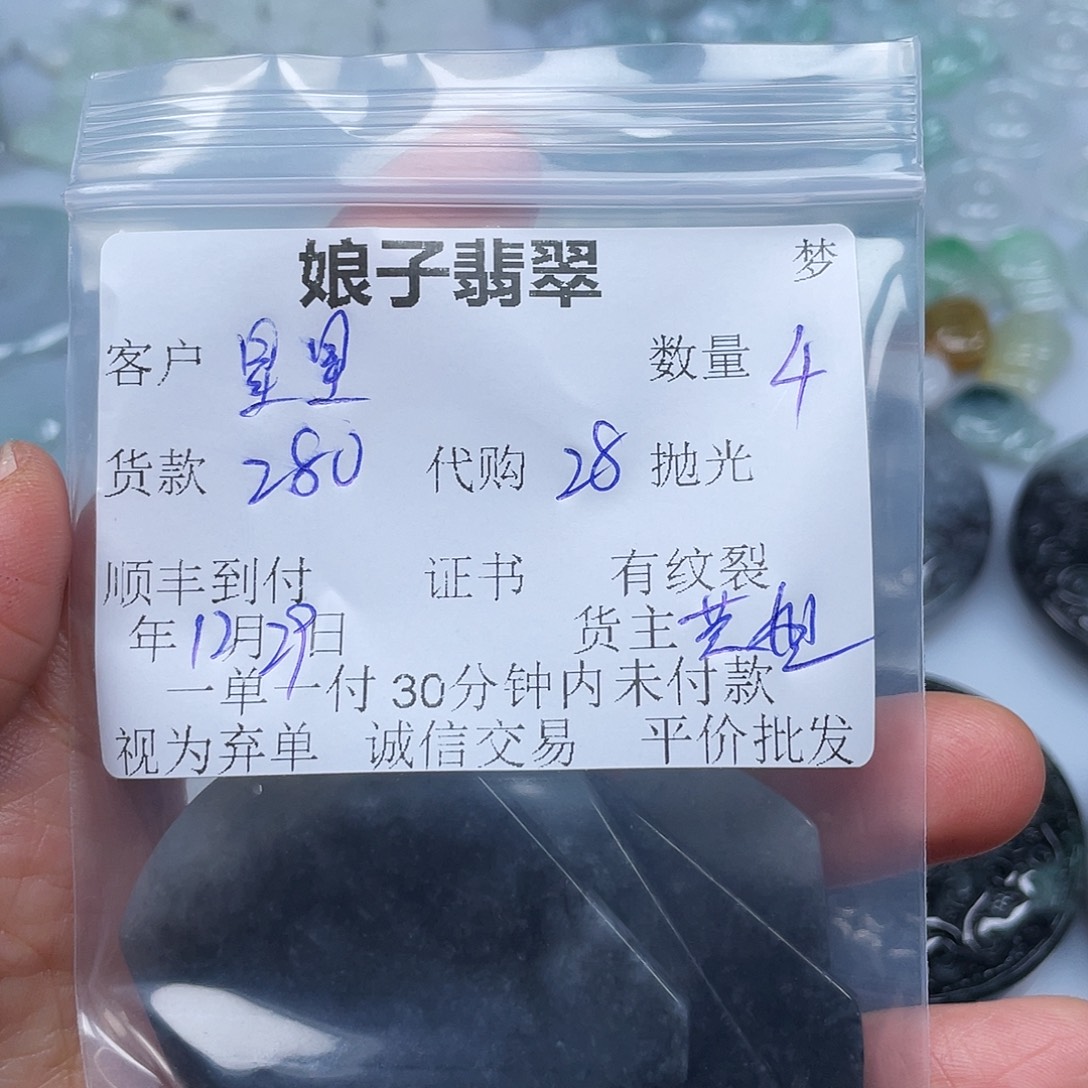 娘子翡翠 梦
客户 星星 数量 4
货款 280 代购 28 抛光
顺丰到付 证书 有纹裂
年12月29日 货主
一单一付 30分钟内未付款
视为弃单 诚信交易 平价批发